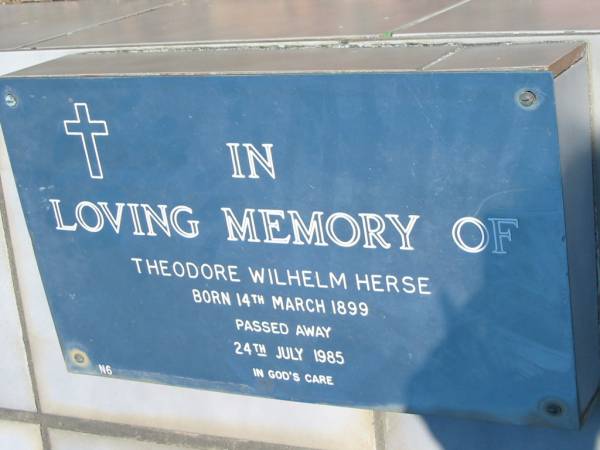 IN
LOVING MEMORY OF
THEODORE WILHELM HERSE
BORN 14TH MARCH 1899
PASSED AWAY
24TH JULY 1985
IN GOD'S CARE
N6